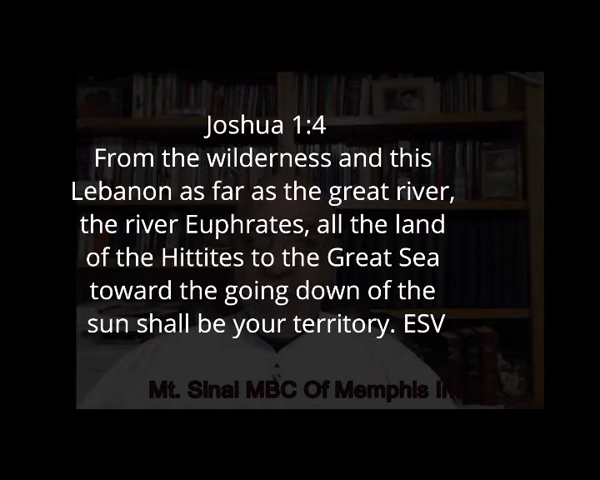 Joshua 1:4
From the wilderness and this
Lebanon as far as the great river,
the river Euphrates, all the land
of the Hittites to the Great Sea
toward the going down of the
sun shall be your territory. ESV
Mt. Sinai MBC Of Memphis